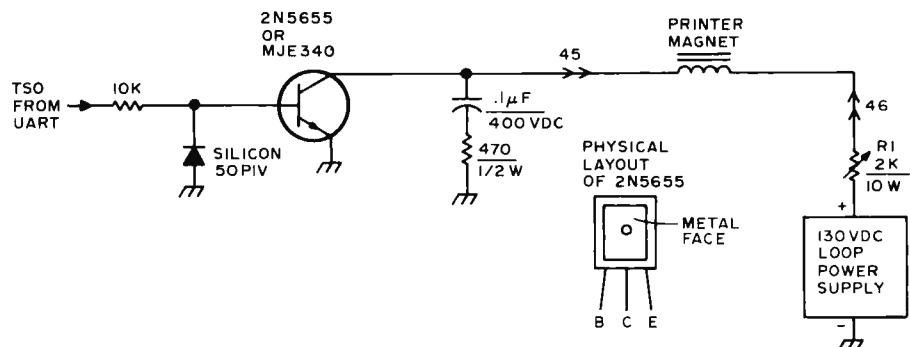 2N5655
OR
MJE340
TSO
FROM
UART
10K
SILICON
50PIV
.1µF
400VDC
470
1/2W
45
PRINTER
MAGNET
46
R1
2K
10W
PHYSICAL
LAYOUT
OF 2N5655
METAL
FACE
B C E
+
130VDC
LOOP
POWER
SUPPLY
-